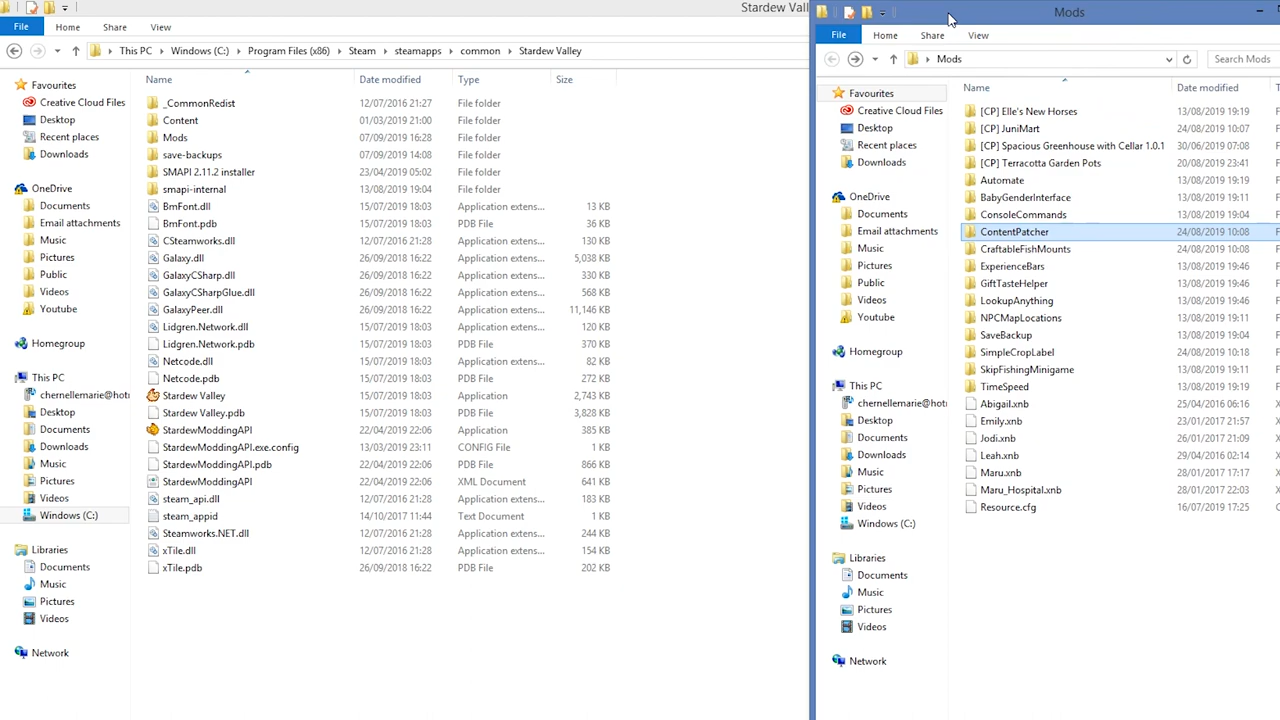 Stardew Vall
File Home Share View
This PC Windows (C:) Program Files (x86) Steam steamapps common Stardew Valley
Name Date modified Type Size
Favourites
Creative Cloud Files
Desktop
Recent places
Downloads
OneDrive
Documents
Email attachments
Music
Pictures
Public
Videos
Youtube
Homegroup
This PC
chernellemarie@hotr
Desktop
Documents
Downloads
Music
Pictures
Videos
Windows (C:)
Libraries
Documents
Music
Pictures
Videos
Network
_CommonRedist 12/07/2016 21:27 File folder
Content 01/03/2019 21:00 File folder
Mods 07/09/2019 16:28 File folder
save-backups 07/09/2019 14:08 File folder
SMAPI 2.11.2 installer 23/04/2019 05:02 File folder
smapi-internal 13/08/2019 19:04 File folder
BmFont.dll 15/07/2019 18:03 Application extens... 13 KB
BmFont.pdb 15/07/2019 18:03 PDB File 36 KB
CSteamworks.dll 12/07/2016 21:28 Application extens... 130 KB
Galaxy.dll 26/09/2018 16:22 Application extens... 5,038 KB
GalaxyCSharp.dll 26/09/2018 16:22 Application extens... 330 KB
GalaxyCSharpGlue.dll 26/09/2018 16:22 Application extens... 568 KB
GalaxyPeer.dll 26/09/2018 16:22 Application extens... 11,146 KB
Lidgren.Network.dll 15/07/2019 18:03 Application extens... 120 KB
Lidgren.Network.pdb 15/07/2019 18:03 PDB File 370 KB
Netcode.dll 15/07/2019 18:03 Application extens... 82 KB
Netcode.pdb 15/07/2019 18:03 PDB File 272 KB
Stardew Valley 15/07/2019 18:03 Application 2,743 KB
Stardew Valley.pdb 15/07/2019 18:03 PDB File 3,828 KB
StardewModdingAPI 22/04/2019 22:06 Application 385 KB
StardewModdingAPI.exe.config 13/03/2019 23:11 CONFIG File 1 KB
StardewModdingAPI.pdb 22/04/2019 22:06 PDB File 866 KB
StardewModdingAPI 22/04/2019 22:06 XML Document 641 KB
steam_api.dll 12/07/2016 21:28 Application extens... 183 KB
steam_appid 14/10/2017 11:44 Text Document 1 KB
Steamworks.NET.dll 12/07/2016 21:28 Application extens... 244 KB
xTile.dll 12/07/2016 21:28 Application extens... 154 KB
xTile.pdb 26/09/2018 16:22 PDB File 202 KB
Mods
File Home Share View
Mods Search Mods
Name Date modified T
Favourites
Creative Cloud Files
Desktop
Recent places
Downloads
OneDrive
Documents
Email attachments
Music
Pictures
Public
Videos
Youtube
Homegroup
This PC
chernellemarie@hotr
Desktop
Documents
Downloads
Music
Pictures
Videos
Windows (C:)
Libraries
Documents
Music
Pictures
Videos
Network
[CP] Elle's New Horses 13/08/2019 19:19 F
[CP] JuniMart 24/08/2019 10:07 F
[CP] Spacious Greenhouse with Cellar 1.0.1 30/06/2019 07:08 F
[CP] Terracotta Garden Pots 20/08/2019 23:41 F
Automate 13/08/2019 19:19 F
BabyGenderInterface 13/08/2019 19:11 F
ConsoleCommands 13/08/2019 19:04 F
ContentPatcher 24/08/2019 10:08 F
CraftableFishMounts 24/08/2019 10:08 F
ExperienceBars 13/08/2019 19:46 F
GiftTasteHelper 13/08/2019 19:46 F
LookupAnything 13/08/2019 19:46 F
NPCMapLocations 13/08/2019 19:11 F
SaveBackup 13/08/2019 19:04 F
SimpleCropLabel 24/08/2019 10:18 F
SkipFishingMinigame 13/08/2019 19:11 F
TimeSpeed 13/08/2019 19:19 F
Abigail.xnb 25/04/2016 06:16 X
Emily.xnb 23/01/2017 21:57 X
Jodi.xnb 26/01/2017 21:09 X
Leah.xnb 29/04/2016 02:14 X
Maru.xnb 28/01/2017 17:17 X
Maru_Hospital.xnb 28/01/2017 22:03 X
Resource.cfg 16/07/2019 17:25 C